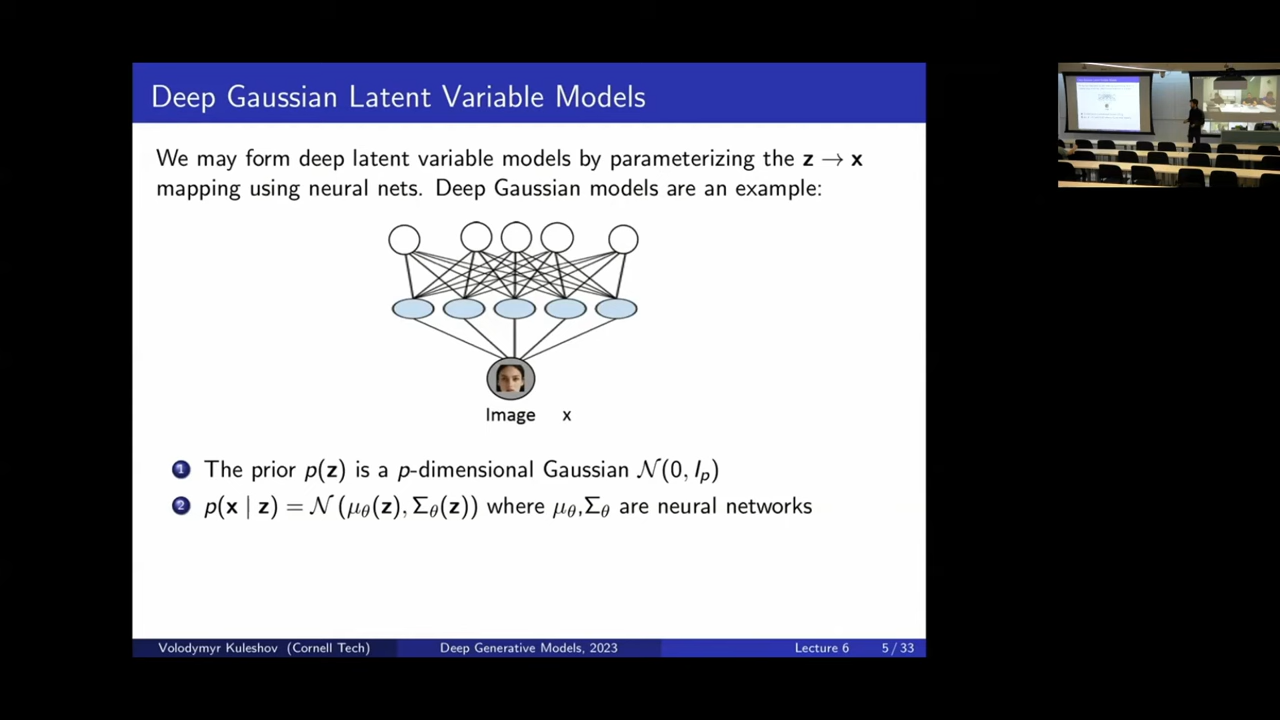 Deep Gaussian Latent Variable Models
We may form deep latent variable models by parameterizing the z → x
mapping using neural nets. Deep Gaussian models are an example:
Image x
1 The prior p(z) is a p-dimensional Gaussian 𝒩(0, I_p)
2 p(x | z) = 𝒩(μ_θ(z), Σ_θ(z)) where μ_θ,Σ_θ are neural networks
Volodymyr Kuleshov (Cornell Tech) Deep Generative Models, 2023 Lecture 6 5 / 33